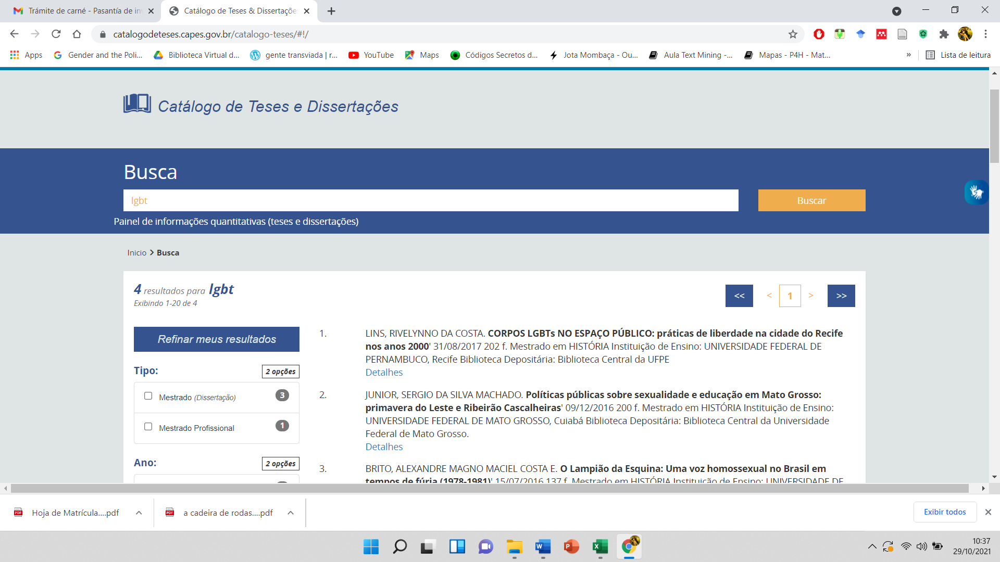 Trámite de carné - Pasantía de in
Catálogo de Teses & Dissertaçõe
catalogodeteses.capes.gov.br/catalogo-teses/#!/
Apps
Gender and the Poli...
Biblioteca Virtual d...
gente transviada | r...
YouTube
Maps
Códigos Secretos d...
Jota Mombaça - Ou...
Aula Text Mining -...
Mapas - P4H - Mat...
»
Lista de leitura
Catálogo de Teses e Dissertações
Busca
lgbt
Buscar
Painel de informações quantitativas (teses e dissertações)
Inicio > Busca
4 resultados para lgbt
Exibindo 1-20 de 4
<< < 1 > >>
Refinar meus resultados
Tipo:
2 opções
Mestrado (Dissertação)
3
Mestrado Profissional
1
Ano:
2 opções
1.
LINS, RIVELYNNO DA COSTA. CORPOS LGBTs NO ESPAÇO PÚBLICO: práticas de liberdade na cidade do Recife
nos anos 2000' 31/08/2017 202 f. Mestrado em HISTÓRIA Instituição de Ensino: UNIVERSIDADE FEDERAL DE
PERNAMBUCO, Recife Biblioteca Depositária: Biblioteca Central da UFPE
Detalhes
2.
JUNIOR, SERGIO DA SILVA MACHADO. Políticas públicas sobre sexualidade e educação em Mato Grosso:
primavera do Leste e Ribeirão Cascalheiras' 09/12/2016 200 f. Mestrado em HISTÓRIA Instituição de Ensino:
UNIVERSIDADE FEDERAL DE MATO GROSSO, Cuiabá Biblioteca Depositária: Biblioteca Central da Universidade
Federal de Mato Grosso.
Detalhes
3.
BRITO, ALEXANDRE MAGNO MACIEL COSTA E. O Lampião da Esquina: Uma voz homossexual no Brasil em
tempos de fúria (1978-1981)' 15/07/2016 137 f. Mestrado em HISTÓRIA Instituição de Ensino: UNIVERSIDADE DE
Hoja de Matrícula....pdf
a cadeira de rodas....pdf
Exibir todos
10:37
29/10/2021